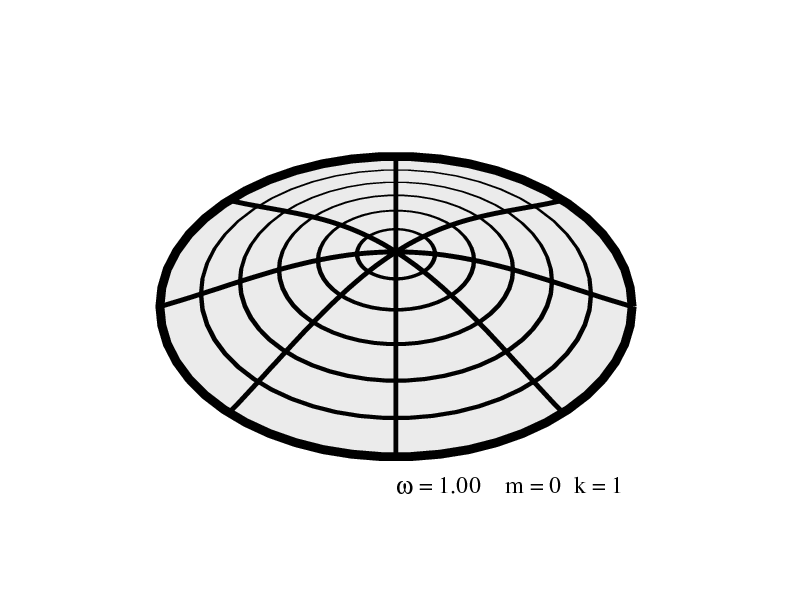 ω = 1.00 m = 0 k = 1